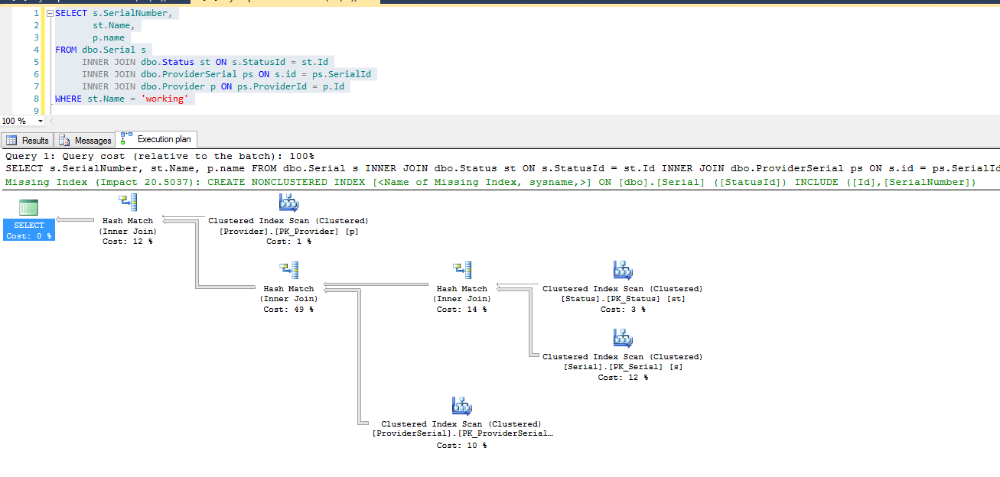 1 SELECT s.SerialNumber,
2 st.Name,
3 p.name
4 FROM dbo.Serial s
5 INNER JOIN dbo.Status st ON s.StatusId = st.Id
6 INNER JOIN dbo.ProviderSerial ps ON s.id = ps.SerialId
7 INNER JOIN dbo.Provider p ON ps.ProviderId = p.Id
8 WHERE st.Name = 'working'
9
100 %
Results Messages Execution plan
Query 1: Query cost (relative to the batch): 100%
SELECT s.SerialNumber, st.Name, p.name FROM dbo.Serial s INNER JOIN dbo.Status st ON s.StatusId = st.Id INNER JOIN dbo.ProviderSerial ps ON s.id = ps.SerialId
Missing Index (Impact 20.5037): CREATE NONCLUSTERED INDEX [<Name of Missing Index, sysname,>] ON [dbo].[Serial] ([StatusId]) INCLUDE ([Id],[SerialNumber])
SELECT
Cost: 0 %
Hash Match
(Inner Join)
Cost: 12 %
Clustered Index Scan (Clustered)
[Provider].[PK_Provider] [p]
Cost: 1 %
Hash Match
(Inner Join)
Cost: 49 %
Hash Match
(Inner Join)
Cost: 14 %
Clustered Index Scan (Clustered)
[Status].[PK_Status] [st]
Cost: 3 %
Clustered Index Scan (Clustered)
[Serial].[PK_Serial] [s]
Cost: 12 %
Clustered Index Scan (Clustered)
[ProviderSerial].[PK_ProviderSerial…
Cost: 10 %